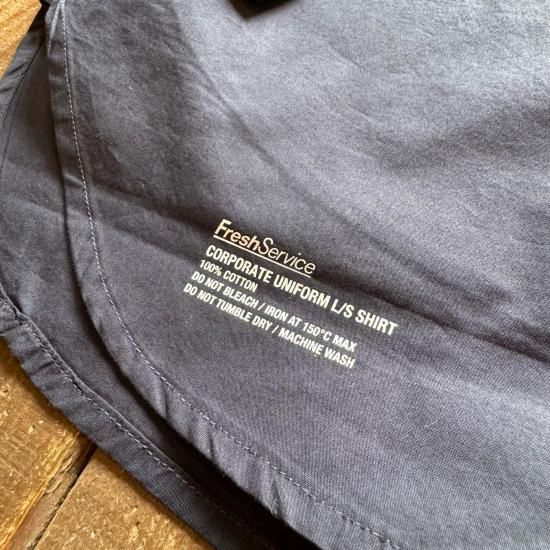 FreshService
CORPORATE UNIFORM L/S SHIRT
100% COTTON
DO NOT BLEACH / IRON AT 150°C MAX
DO NOT TUMBLE DRY / MACHINE WASH